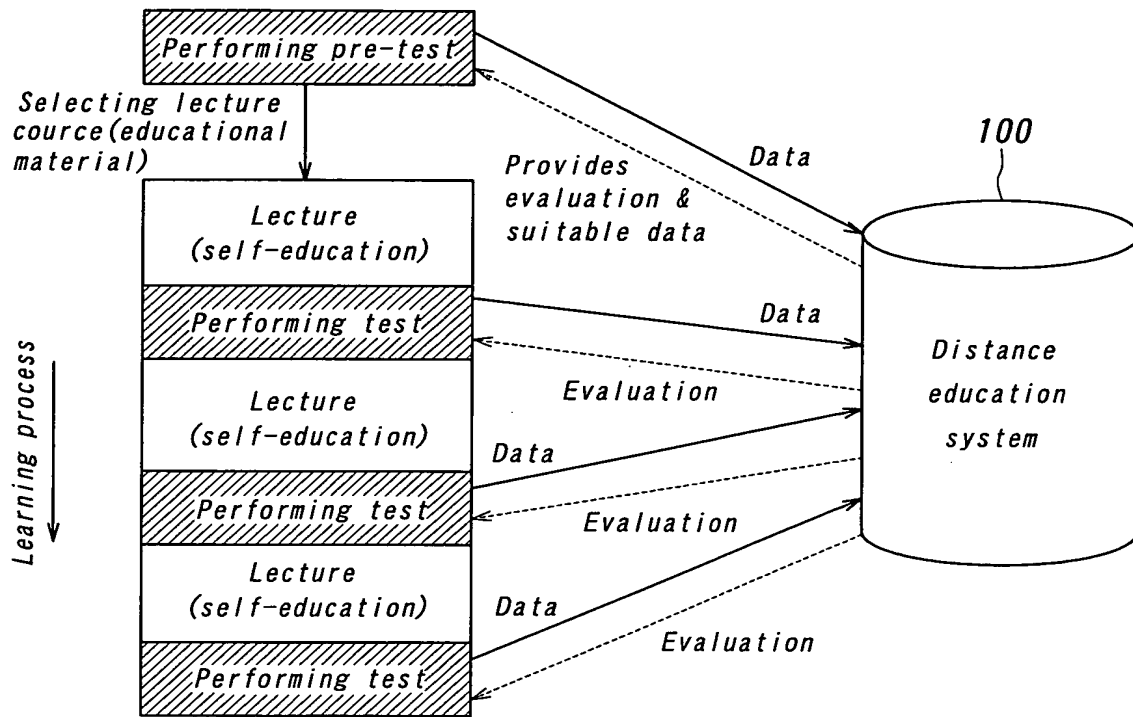 Performing pre-test
Selecting lecture
cource(educational
material)
Data
100
Provides
evaluation &
suitable data
Lecture
(self-education)
Performing test
Data
Evaluation
Lecture
(self-education)
Data
Performing test
Evaluation
Lecture
(self-education)
Data
Performing test
Evaluation
Distance
education
system
Learning process